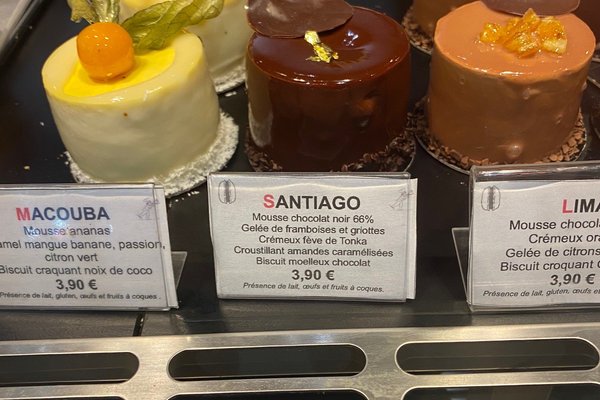 MACOUBA
Mousse ananas
mel mangue banane, passion,
citron vert
Biscuit craquant noix de coco
3,90 €
Présence de lait, gluten, œufs et fruits à coques.
SANTIAGO
Mousse chocolat noir 66%
Gelée de framboises et griottes
Crémeux fève de Tonka
Croustillant amandes caramélisées
Biscuit moelleux chocolat
3,90 €
Présence de lait, gluten, œufs et fruits à coques.
LIMA
Mousse chocola
Crémeux ora
Gelée de citrons
Biscuit craquant
3,90 €
Présence de lait, gluten, œufs et